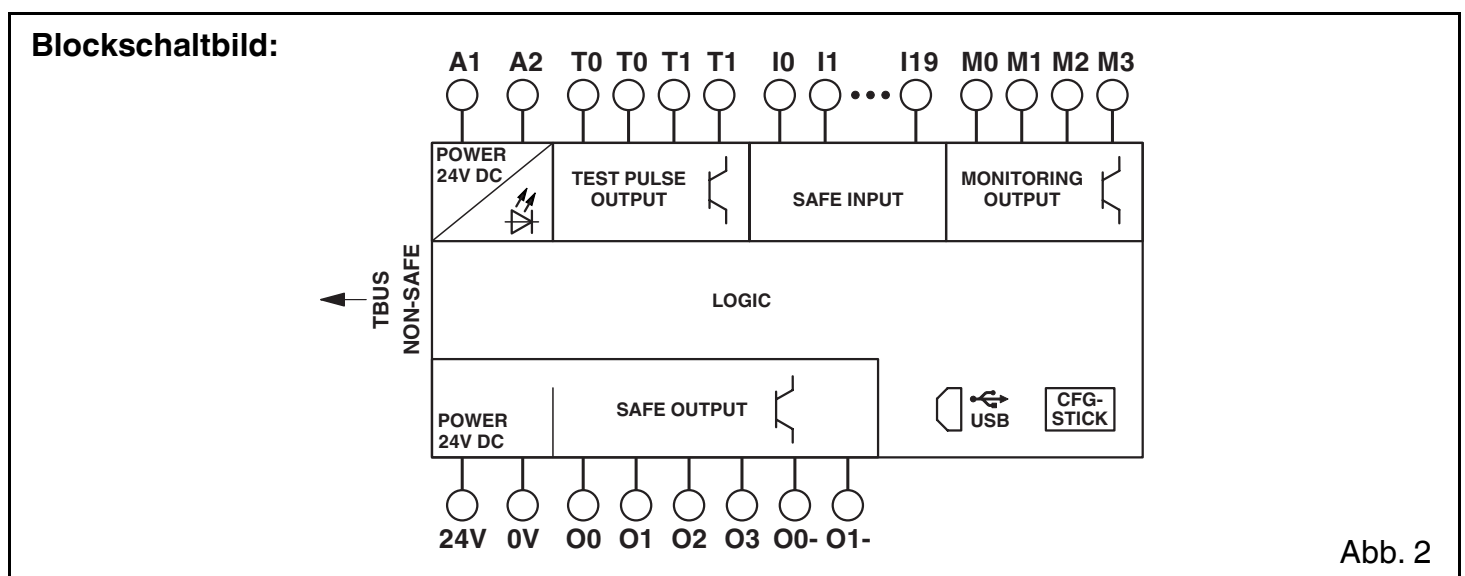 Blockschaltbild:
A1 A2 T0 T0 T1 T1 I0 I1 I19 M0 M1 M2 M3
POWER
24V DC
TEST PULSE
OUTPUT
SAFE INPUT
MONITORING
OUTPUT
TBUS
NON-SAFE
LOGIC
POWER
24V DC
SAFE OUTPUT
USB
CFG-
STICK
24V 0V O0 O1 O2 O3 O0- O1-
Abb. 2